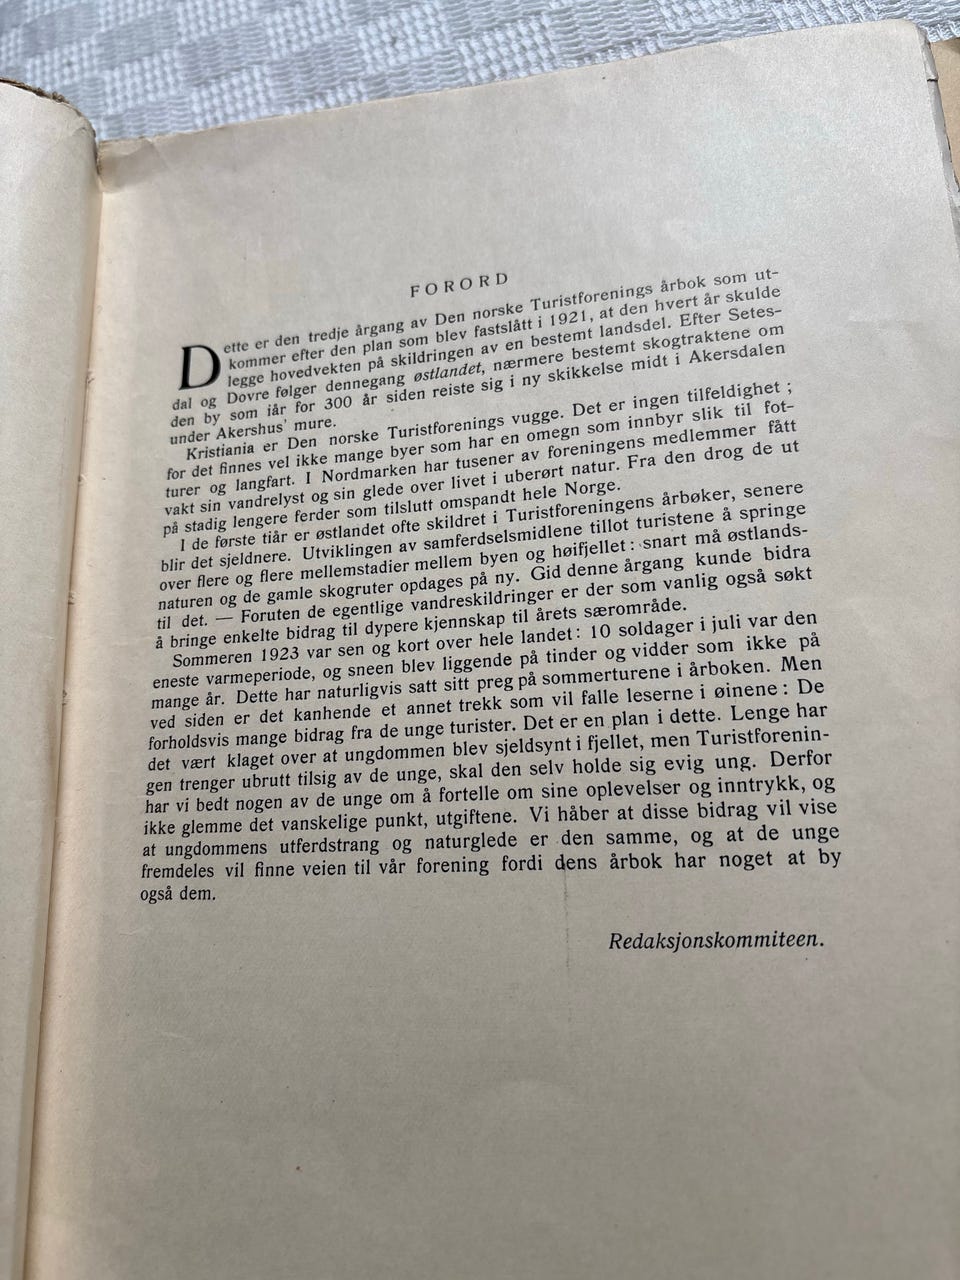 FORORD
Dette er den tredje årgang av Den norske Turistforenings årbok som ut-
kommer efter den plan som blev fastslått i 1921, at den hvert år skulde
legge hovedvekten på skildringen av en bestemt landsdel. Efter Setes-
dal og Dovre følger dennegang østlandet, nærmere bestemt skogtraktene om
den by som iår for 300 år siden reiste sig i ny skikkelse midt i Akersdalen
under Akershus’ mure.
Kristiania er Den norske Turistforenings vugge. Det er ingen tilfeldighet ;
for det finnes vel ikke mange byer som har en omegn som innbyr slik til fot-
turer og langfart. I Nordmarken har tusener av foreningens medlemmer fått
vakt sin vandrelyst og sin glede over livet i uberørt natur. Fra den drog de ut
på stadig lengere ferder som tilslutt omspandt hele Norge.
I de første tiår er østlandet ofte skildret i Turistforeningens årbøker, senere
blir det sjeldnere. Utviklingen av samferdselsmidlene tillot turistene å springe
over flere og flere mellemstadier mellem byen og høifjellet: snart må østlands-
naturen og de gamle skogruter opdages på ny. Gid denne årgang kunde bidra
til det. — Foruten de egentlige vandreskildringer er der som vanlig også søkt
å bringe enkelte bidrag til dypere kjennskap til årets særområde.
Sommeren 1923 var sen og kort over hele landet: 10 soldager i juli var den
eneste varmeperiode, og sneen blev liggende på tinder og vidder som ikke på
mange år. Dette har naturligvis satt sitt preg på sommerturene i årboken. Men
ved siden er det kanhende et annet trekk som vil falle leserne i øinene: De
forholdsvis mange bidrag fra de unge turister. Det er en plan i dette. Lenge har
det vært klaget over at ungdommen blev sjeldsynt i fjellet, men Turistforenin-
gen trenger ubrutt tilsig av de unge, skal den selv holde sig evig ung. Derfor
har vi bedt nogen av de unge om å fortelle om sine oplevelser og inntrykk, og
ikke glemme det vanskelige punkt, utgiftene. Vi håber at disse bidrag vil vise
at ungdommens utferdstrang og naturglede er den samme, og at de unge
fremdeles vil finne veien til vår forening fordi dens årbok har noget at by
også dem.
Redaksjonskommiteen.